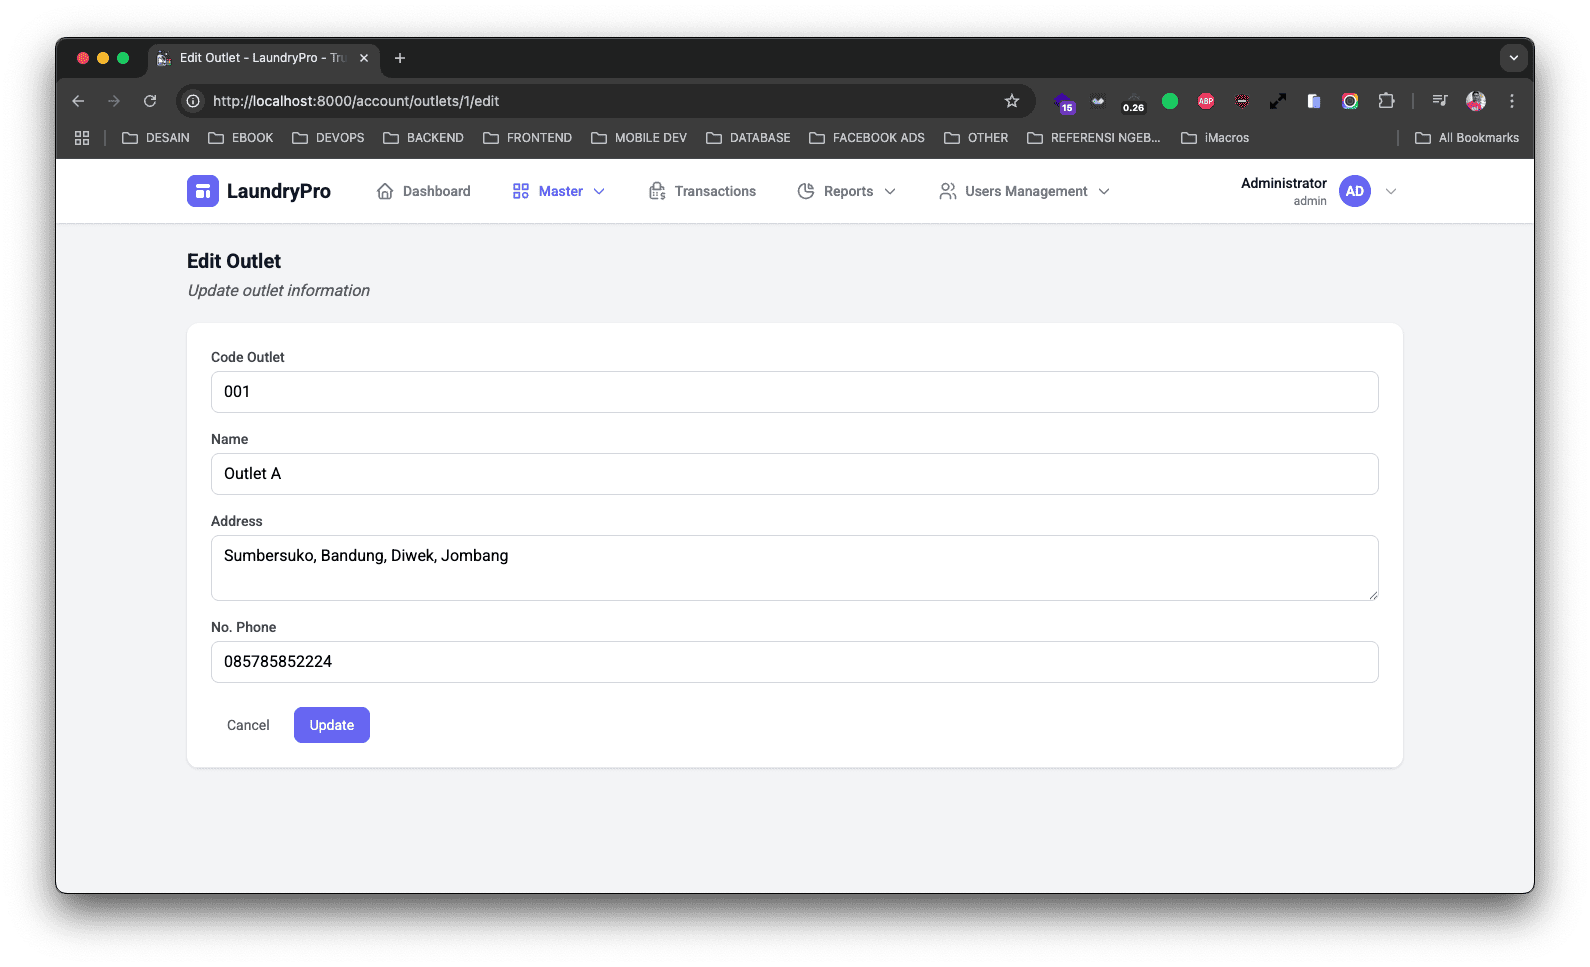 Edit Outlet - LaundryPro - Tru
http://localhost:8000/account/outlets/1/edit
15
0.26
ABP
DESAIN EBOOK DEVOPS BACKEND FRONTEND MOBILE DEV DATABASE FACEBOOK ADS OTHER REFERENSI NGEB... iMacros All Bookmarks
LaundryPro Dashboard Master Transactions Reports Users Management
Administrator
admin
AD
Edit Outlet
Update outlet information
Code Outlet
001
Name
Outlet A
Address
Sumbersuko, Bandung, Diwek, Jombang
No. Phone
085785852224
Cancel Update